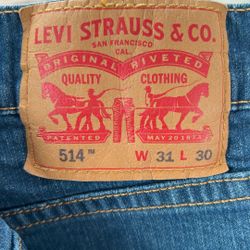 LEVI STRAUSS & CO.
SAN FRANCISCO
CAL.
ORIGINAL RIVETED
QUALITY CLOTHING
PATENTED MAY 20 1873
514™ W 31 L 30